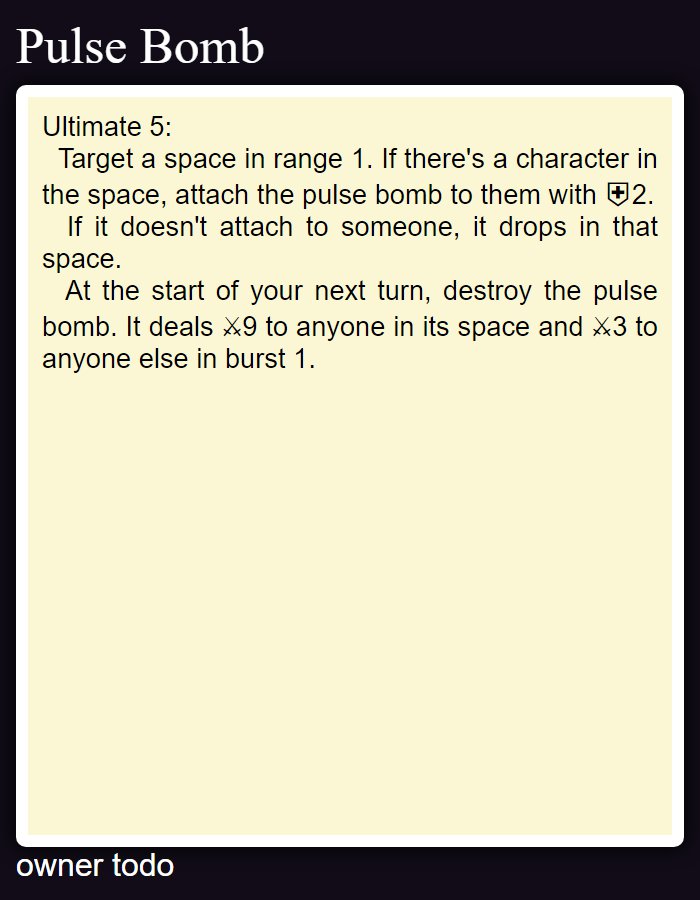 Pulse Bomb
Ultimate 5:
Target a space in range 1. If there's a character in
the space, attach the pulse bomb to them with ⛨2.
If it doesn't attach to someone, it drops in that
space.
At the start of your next turn, destroy the pulse
bomb. It deals ⚔9 to anyone in its space and ⚔3 to
anyone else in burst 1.
owner todo